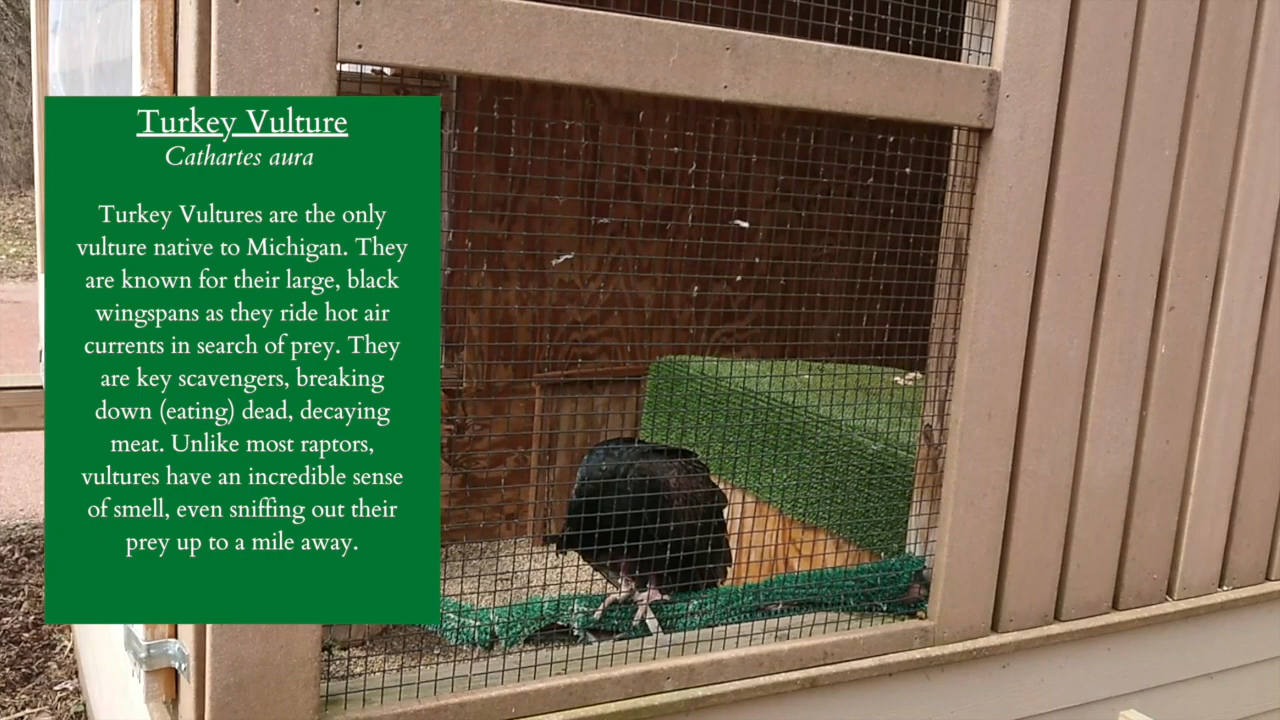 Turkey Vulture
Cathartes aura
Turkey Vultures are the only
vulture native to Michigan. They
are known for their large, black
wingspans as they ride hot air
currents in search of prey. They
are key scavengers, breaking
down (eating) dead, decaying
meat. Unlike most raptors,
vultures have an incredible sense
of smell, even sniffing out their
prey up to a mile away.